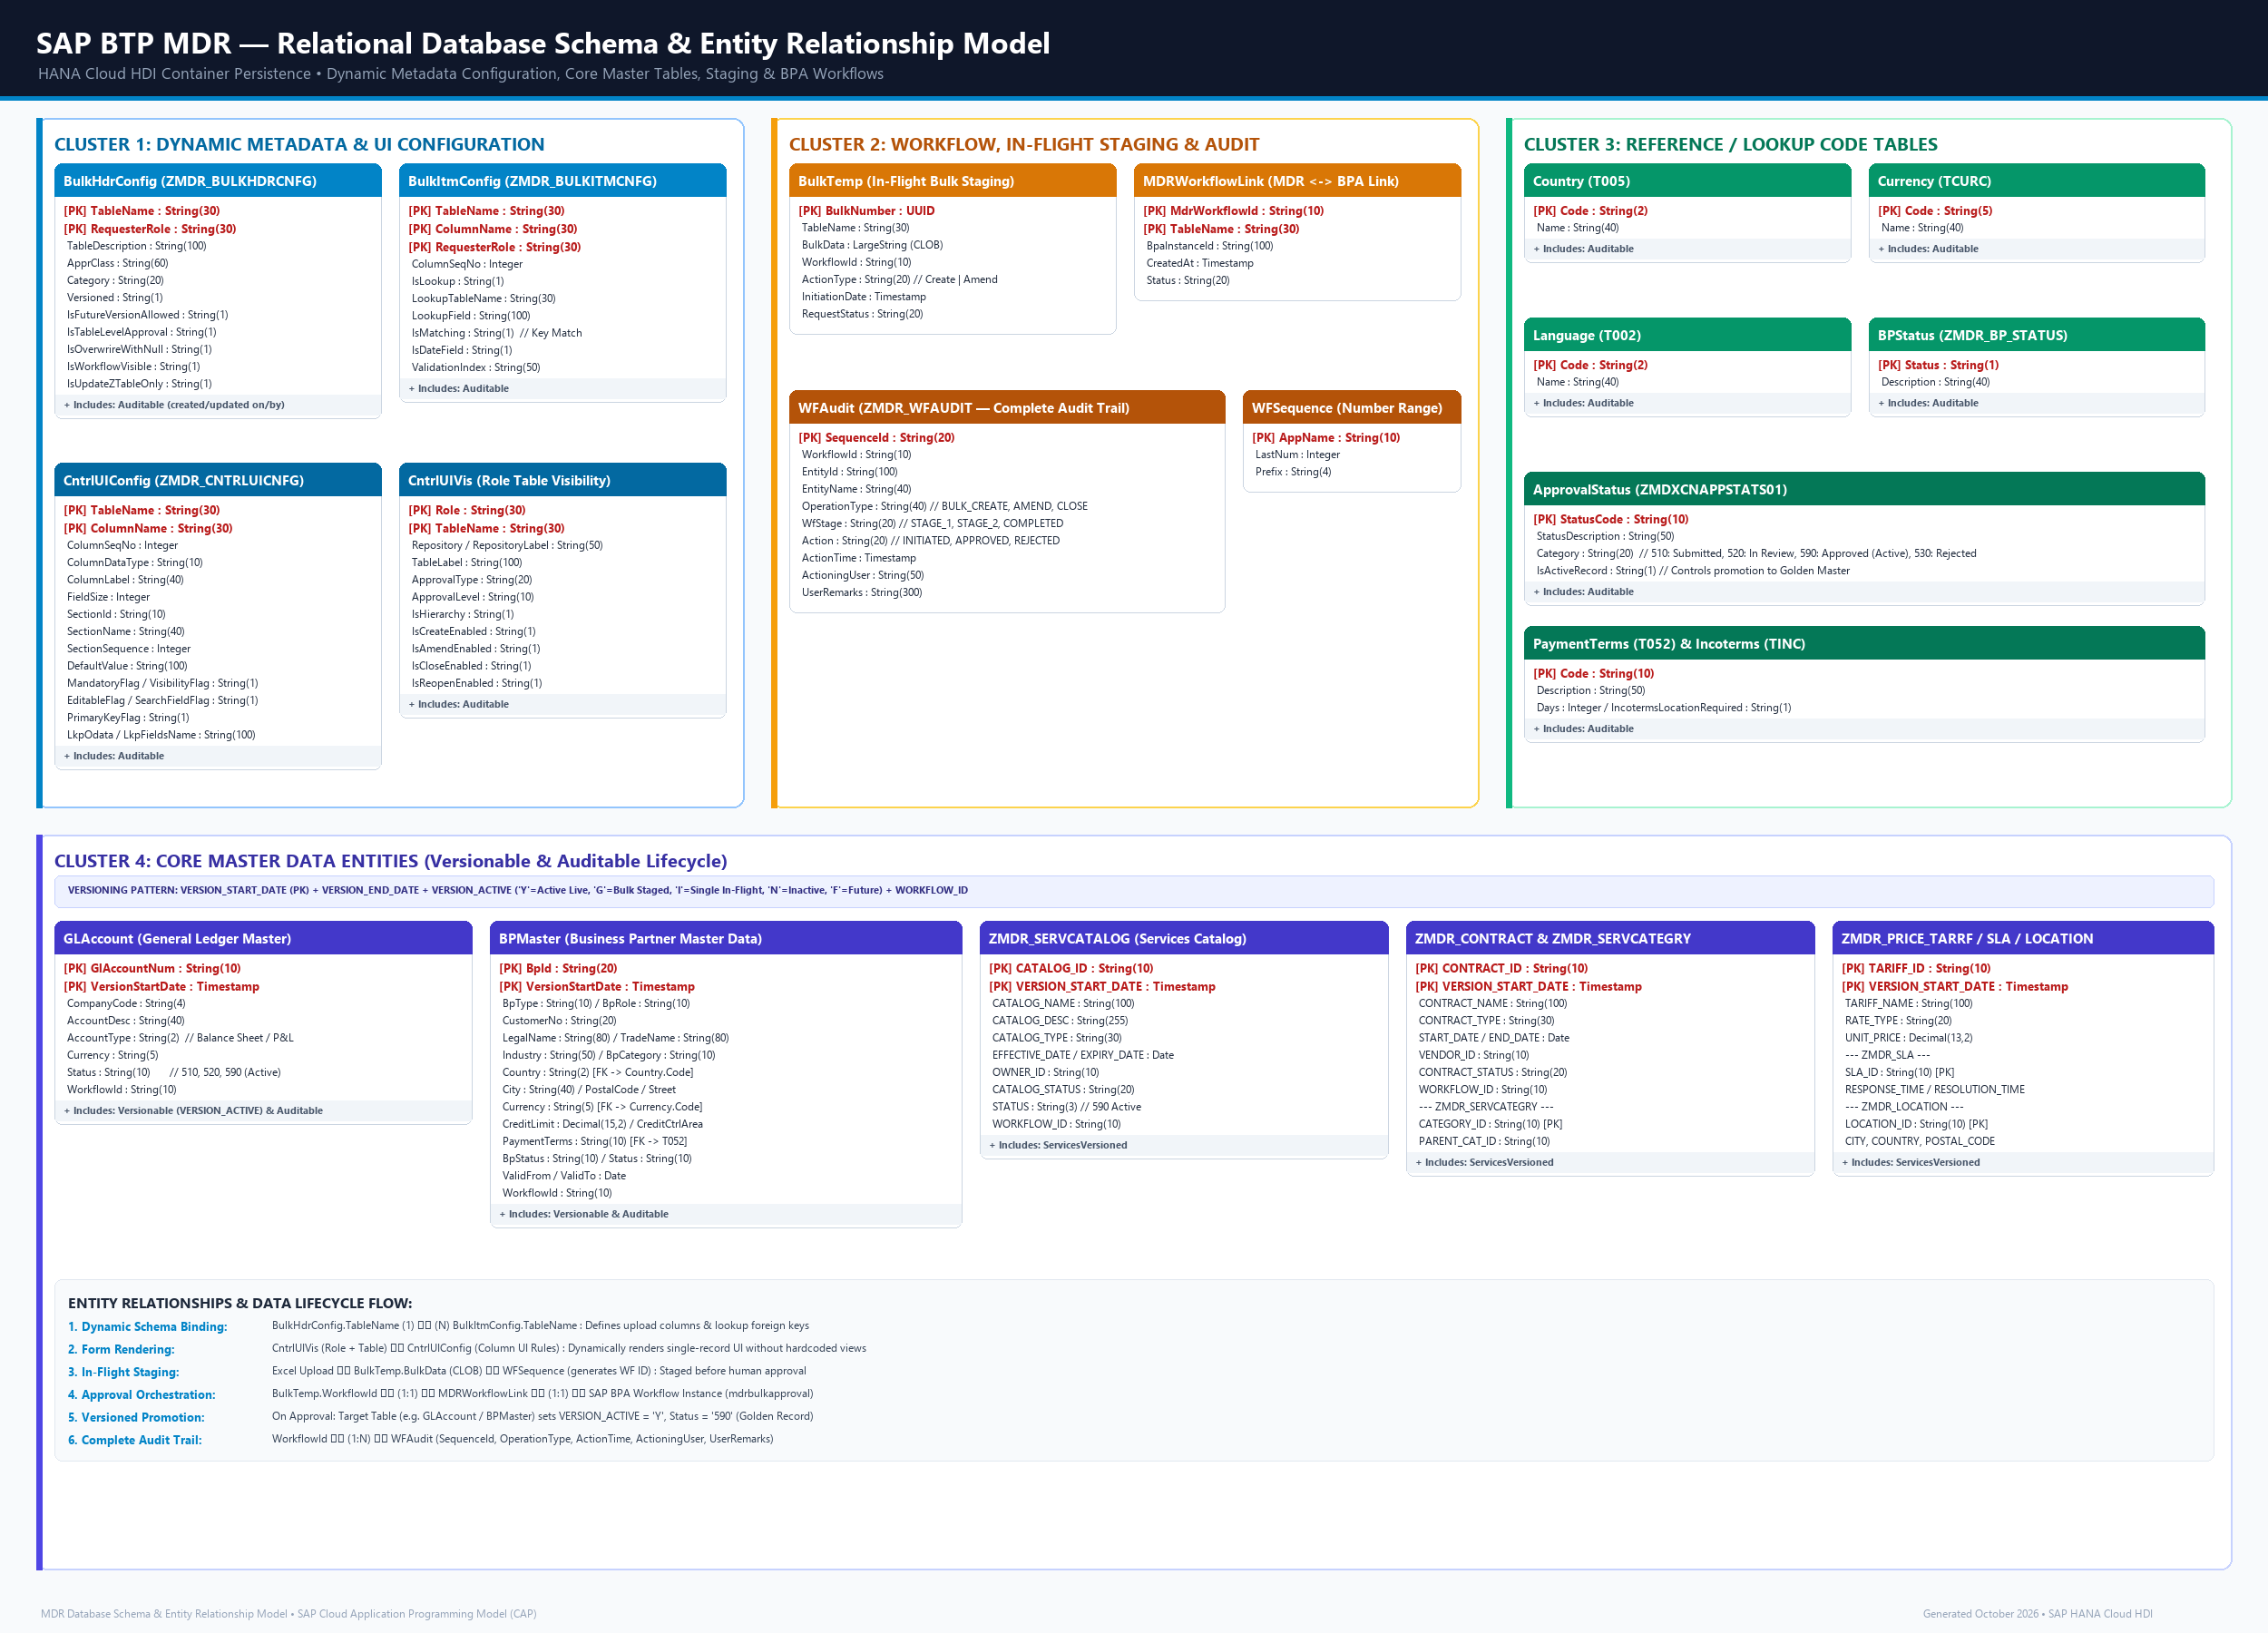 SAP BTP MDR — Relational Database Schema & Entity Relationship Model
HANA Cloud HDI Container Persistence • Dynamic Metadata Configuration, Core Master Tables, Staging & BPA Workflows
CLUSTER 1: DYNAMIC METADATA & UI CONFIGURATION
BulkHdrConfig (ZMDR_BULKHDRCNFG)
[PK] TableName : String(30)
[PK] RequesterRole : String(30)
TableDescription : String(100)
ApprClass : String(60)
Category : String(20)
Versioned : String(1)
IsFutureVersionAllowed : String(1)
IsTableLevelApproval : String(1)
IsOverwrireWithNull : String(1)
IsWorkflowVisible : String(1)
IsUpdateZTableOnly : String(1)
+ Includes: Auditable (created/updated on/by)
BulkItmConfig (ZMDR_BULKITMCNFG)
[PK] TableName : String(30)
[PK] ColumnName : String(30)
[PK] RequesterRole : String(30)
ColumnSeqNo : Integer
IsLookup : String(1)
LookupTableName : String(30)
LookupField : String(100)
IsMatching : String(1) // Key Match
IsDateField : String(1)
ValidationIndex : String(50)
+ Includes: Auditable
CntrlUIConfig (ZMDR_CNTRLUICNFG)
[PK] TableName : String(30)
[PK] ColumnName : String(30)
ColumnSeqNo : Integer
ColumnDataType : String(10)
ColumnLabel : String(40)
FieldSize : Integer
SectionId : String(10)
SectionName : String(40)
SectionSequence : Integer
DefaultValue : String(100)
MandatoryFlag / VisibilityFlag : String(1)
EditableFlag / SearchFieldFlag : String(1)
PrimaryKeyFlag : String(1)
LkpOdata / LkpFieldsName : String(100)
+ Includes: Auditable
CntrlUIVis (Role Table Visibility)
[PK] Role : String(30)
[PK] TableName : String(30)
Repository / RepositoryLabel : String(50)
TableLabel : String(100)
ApprovalType : String(20)
ApprovalLevel : String(10)
IsHierarchy : String(1)
IsCreateEnabled : String(1)
IsAmendEnabled : String(1)
IsCloseEnabled : String(1)
IsReopenEnabled : String(1)
+ Includes: Auditable
CLUSTER 2: WORKFLOW, IN-FLIGHT STAGING & AUDIT
BulkTemp (In-Flight Bulk Staging)
[PK] BulkNumber : UUID
TableName : String(30)
BulkData : LargeString (CLOB)
WorkflowId : String(10)
ActionType : String(20) // Create | Amend
InitiationDate : Timestamp
RequestStatus : String(20)
MDRWorkflowLink (MDR <-> BPA Link)
[PK] MdrWorkflowId : String(10)
[PK] TableName : String(30)
BpaInstanceId : String(100)
CreatedAt : Timestamp
Status : String(20)
WFAudit (ZMDR_WFAUDIT — Complete Audit Trail)
[PK] SequenceId : String(20)
WorkflowId : String(10)
EntityId : String(100)
EntityName : String(40)
OperationType : String(40) // BULK_CREATE, AMEND, CLOSE
WfStage : String(20) // STAGE_1, STAGE_2, COMPLETED
Action : String(20) // INITIATED, APPROVED, REJECTED
ActionTime : Timestamp
ActioningUser : String(50)
UserRemarks : String(300)
WFSequence (Number Range)
[PK] AppName : String(10)
LastNum : Integer
Prefix : String(4)
CLUSTER 3: REFERENCE / LOOKUP CODE TABLES
Country (T005)
[PK] Code : String(2)
Name : String(40)
+ Includes: Auditable
Currency (TCURC)
[PK] Code : String(5)
Name : String(40)
+ Includes: Auditable
Language (T002)
[PK] Code : String(2)
Name : String(40)
+ Includes: Auditable
BPStatus (ZMDR_BP_STATUS)
[PK] Status : String(1)
Description : String(40)
+ Includes: Auditable
ApprovalStatus (ZMDXCNAPPSTATS01)
[PK] StatusCode : String(10)
StatusDescription : String(50)
Category : String(20) // 510: Submitted, 520: In Review, 590: Approved (Active), 530: Rejected
IsActiveRecord : String(1) // Controls promotion to Golden Master
+ Includes: Auditable
PaymentTerms (T052) & Incoterms (TINC)
[PK] Code : String(10)
Description : String(50)
Days : Integer / IncotermsLocationRequired : String(1)
+ Includes: Auditable
CLUSTER 4: CORE MASTER DATA ENTITIES (Versionable & Auditable Lifecycle)
VERSIONING PATTERN: VERSION_START_DATE (PK) + VERSION_END_DATE + VERSION_ACTIVE ('Y'=Active Live, 'G'=Bulk Staged, 'I'=Single In-Flight, 'N'=Inactive, 'F'=Future) + WORKFLOW_ID
GLAccount (General Ledger Master)
[PK] GlAccountNum : String(10)
[PK] VersionStartDate : Timestamp
CompanyCode : String(4)
AccountDesc : String(40)
AccountType : String(2) // Balance Sheet / P&L
Currency : String(5)
Status : String(10) // 510, 520, 590 (Active)
WorkflowId : String(10)
+ Includes: Versionable (VERSION_ACTIVE) & Auditable
BPMaster (Business Partner Master Data)
[PK] BpId : String(20)
[PK] VersionStartDate : Timestamp
BpType : String(10) / BpRole : String(10)
CustomerNo : String(20)
LegalName : String(80) / TradeName : String(80)
Industry : String(50) / BpCategory : String(10)
Country : String(2) [FK -> Country.Code]
City : String(40) / PostalCode / Street
Currency : String(5) [FK -> Currency.Code]
CreditLimit : Decimal(15,2) / CreditCtrlArea
PaymentTerms : String(10) [FK -> T052]
BpStatus : String(10) / Status : String(10)
ValidFrom / ValidTo : Date
WorkflowId : String(10)
+ Includes: Versionable & Auditable
ZMDR_SERVCATALOG (Services Catalog)
[PK] CATALOG_ID : String(10)
[PK] VERSION_START_DATE : Timestamp
CATALOG_NAME : String(100)
CATALOG_DESC : String(255)
CATALOG_TYPE : String(30)
EFFECTIVE_DATE / EXPIRY_DATE : Date
OWNER_ID : String(10)
CATALOG_STATUS : String(20)
STATUS : String(3) // 590 Active
WORKFLOW_ID : String(10)
+ Includes: ServicesVersioned
ZMDR_CONTRACT & ZMDR_SERVCATEGRY
[PK] CONTRACT_ID : String(10)
[PK] VERSION_START_DATE : Timestamp
CONTRACT_NAME : String(100)
CONTRACT_TYPE : String(30)
START_DATE / END_DATE : Date
VENDOR_ID : String(10)
CONTRACT_STATUS : String(20)
WORKFLOW_ID : String(10)
--- ZMDR_SERVCATEGRY ---
CATEGORY_ID : String(10) [PK]
PARENT_CAT_ID : String(10)
+ Includes: ServicesVersioned
ZMDR_PRICE_TARRF / SLA / LOCATION
[PK] TARIFF_ID : String(10)
[PK] VERSION_START_DATE : Timestamp
TARIFF_NAME : String(100)
RATE_TYPE : String(20)
UNIT_PRICE : Decimal(13,2)
--- ZMDR_SLA ---
SLA_ID : String(10) [PK]
RESPONSE_TIME / RESOLUTION_TIME
--- ZMDR_LOCATION ---
LOCATION_ID : String(10) [PK]
CITY, COUNTRY, POSTAL_CODE
+ Includes: ServicesVersioned
ENTITY RELATIONSHIPS & DATA LIFECYCLE FLOW:
1. Dynamic Schema Binding: BulkHdrConfig.TableName (1) □□ (N) BulkItmConfig.TableName : Defines upload columns & lookup foreign keys
2. Form Rendering: CntrlUIVis (Role + Table) □□ CntrlUIConfig (Column UI Rules) : Dynamically renders single-record UI without hardcoded views
3. In-Flight Staging: Excel Upload □□ BulkTemp.BulkData (CLOB) □□ WFSequence (generates WF ID) : Staged before human approval
4. Approval Orchestration: BulkTemp.WorkflowId □□ (1:1) □□ MDRWorkflowLink □□ (1:1) □□ SAP BPA Workflow Instance (mdrbulkapproval)
5. Versioned Promotion: On Approval: Target Table (e.g. GLAccount / BPMaster) sets VERSION_ACTIVE = 'Y', Status = '590' (Golden Record)
6. Complete Audit Trail: WorkflowId □□ (1:N) □□ WFAudit (SequenceId, OperationType, ActionTime, ActioningUser, UserRemarks)
MDR Database Schema & Entity Relationship Model • SAP Cloud Application Programming Model (CAP)
Generated October 2026 • SAP HANA Cloud HDI